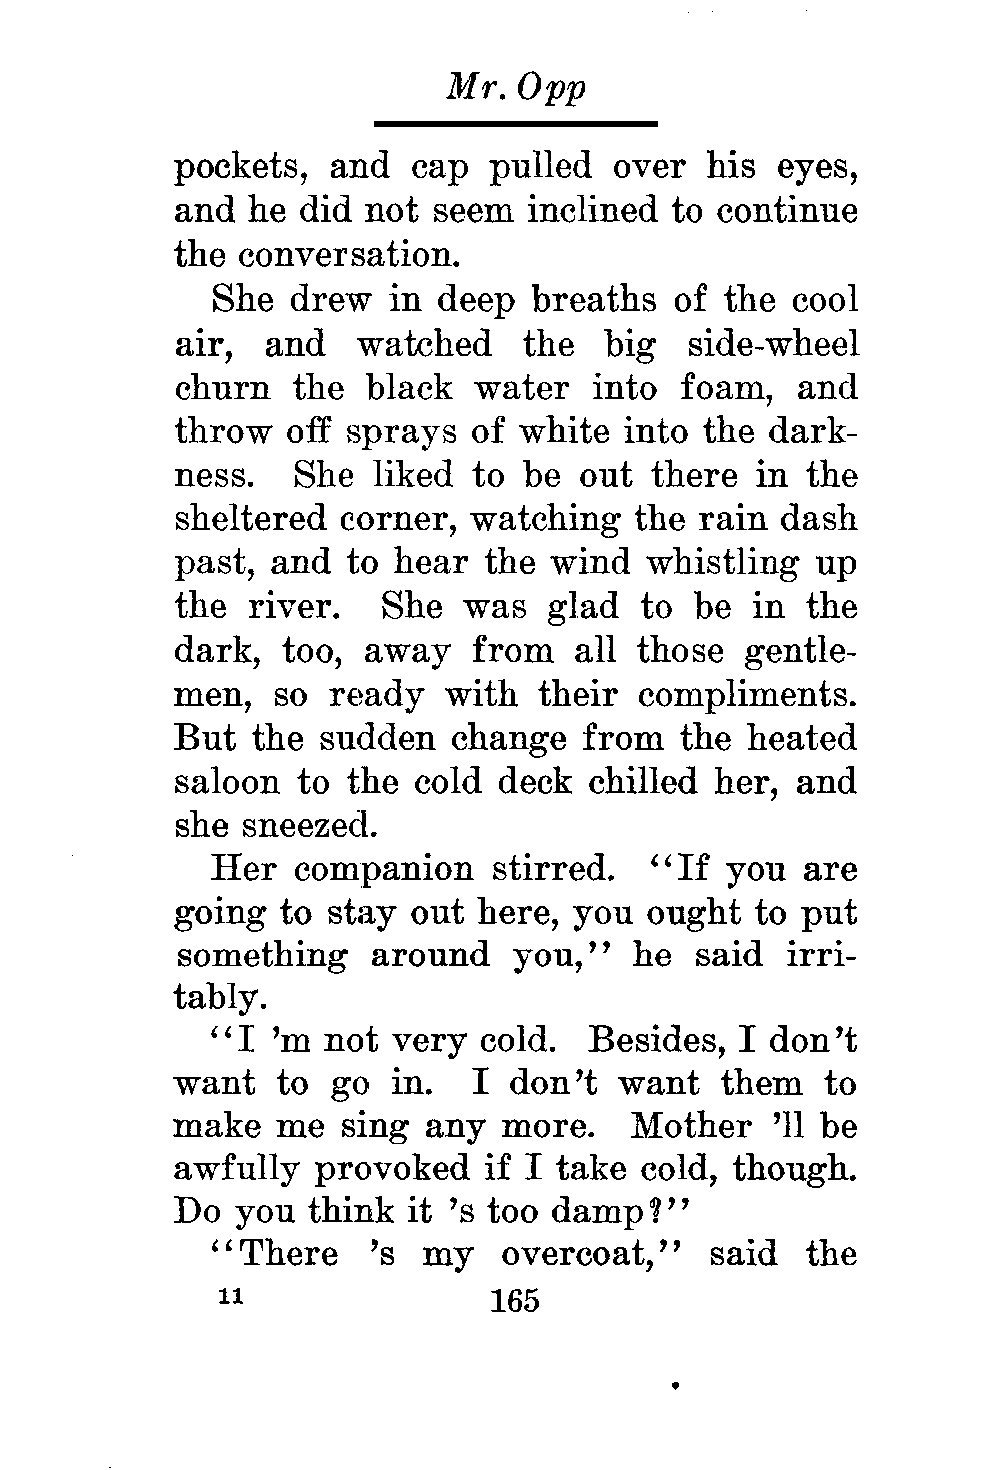 Mr. Opp
pockets, and cap pulled over his eyes,
and he did not seem inclined to continue
the conversation.
She drew in deep breaths of the cool
air, and watched the big side-wheel
churn the black water into foam, and
throw off sprays of white into the dark-
ness. She liked to be out there in the
sheltered corner, watching the rain dash
past, and to hear the wind whistling up
the river. She was glad to be in the
dark, too, away from all those gentle-
men, so ready with their compliments.
But the sudden change from the heated
saloon to the cold deck chilled her, and
she sneezed.
Her companion stirred. "If you are
going to stay out here, you ought to put
something around you," he said irri-
tably.
"I 'm not very cold. Besides, I don't
want to go in. I don't want them to
make me sing any more. Mother 'll be
awfully provoked if I take cold, though.
Do you think it 's too damp?"
"There 's my overcoat," said the
11 165